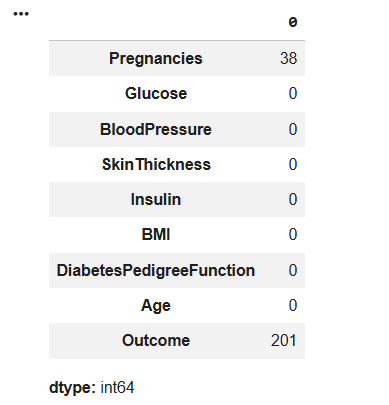 •••
0
Pregnancies 38
Glucose 0
BloodPressure 0
SkinThickness 0
Insulin 0
BMI 0
DiabetesPedigreeFunction 0
Age 0
Outcome 201
dtype: int64